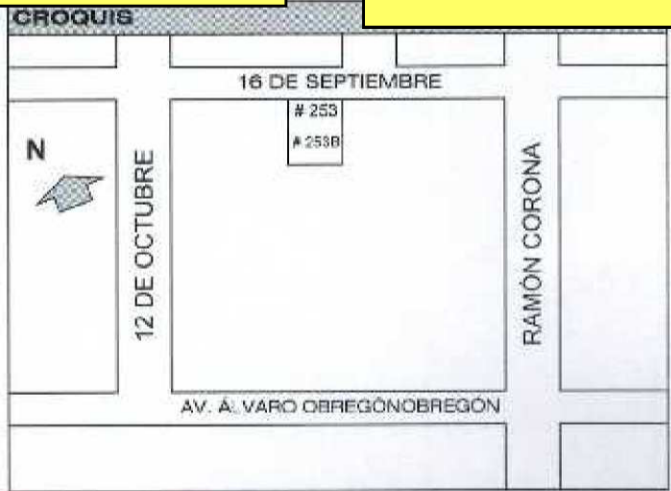 CROQUIS
16 DE SEPTIEMBRE
# 253
# 253B
N
12 DE OCTUBRE
RAMÓN CORONA
AV. ÁLVARO OBREGÓNOBREGÓN